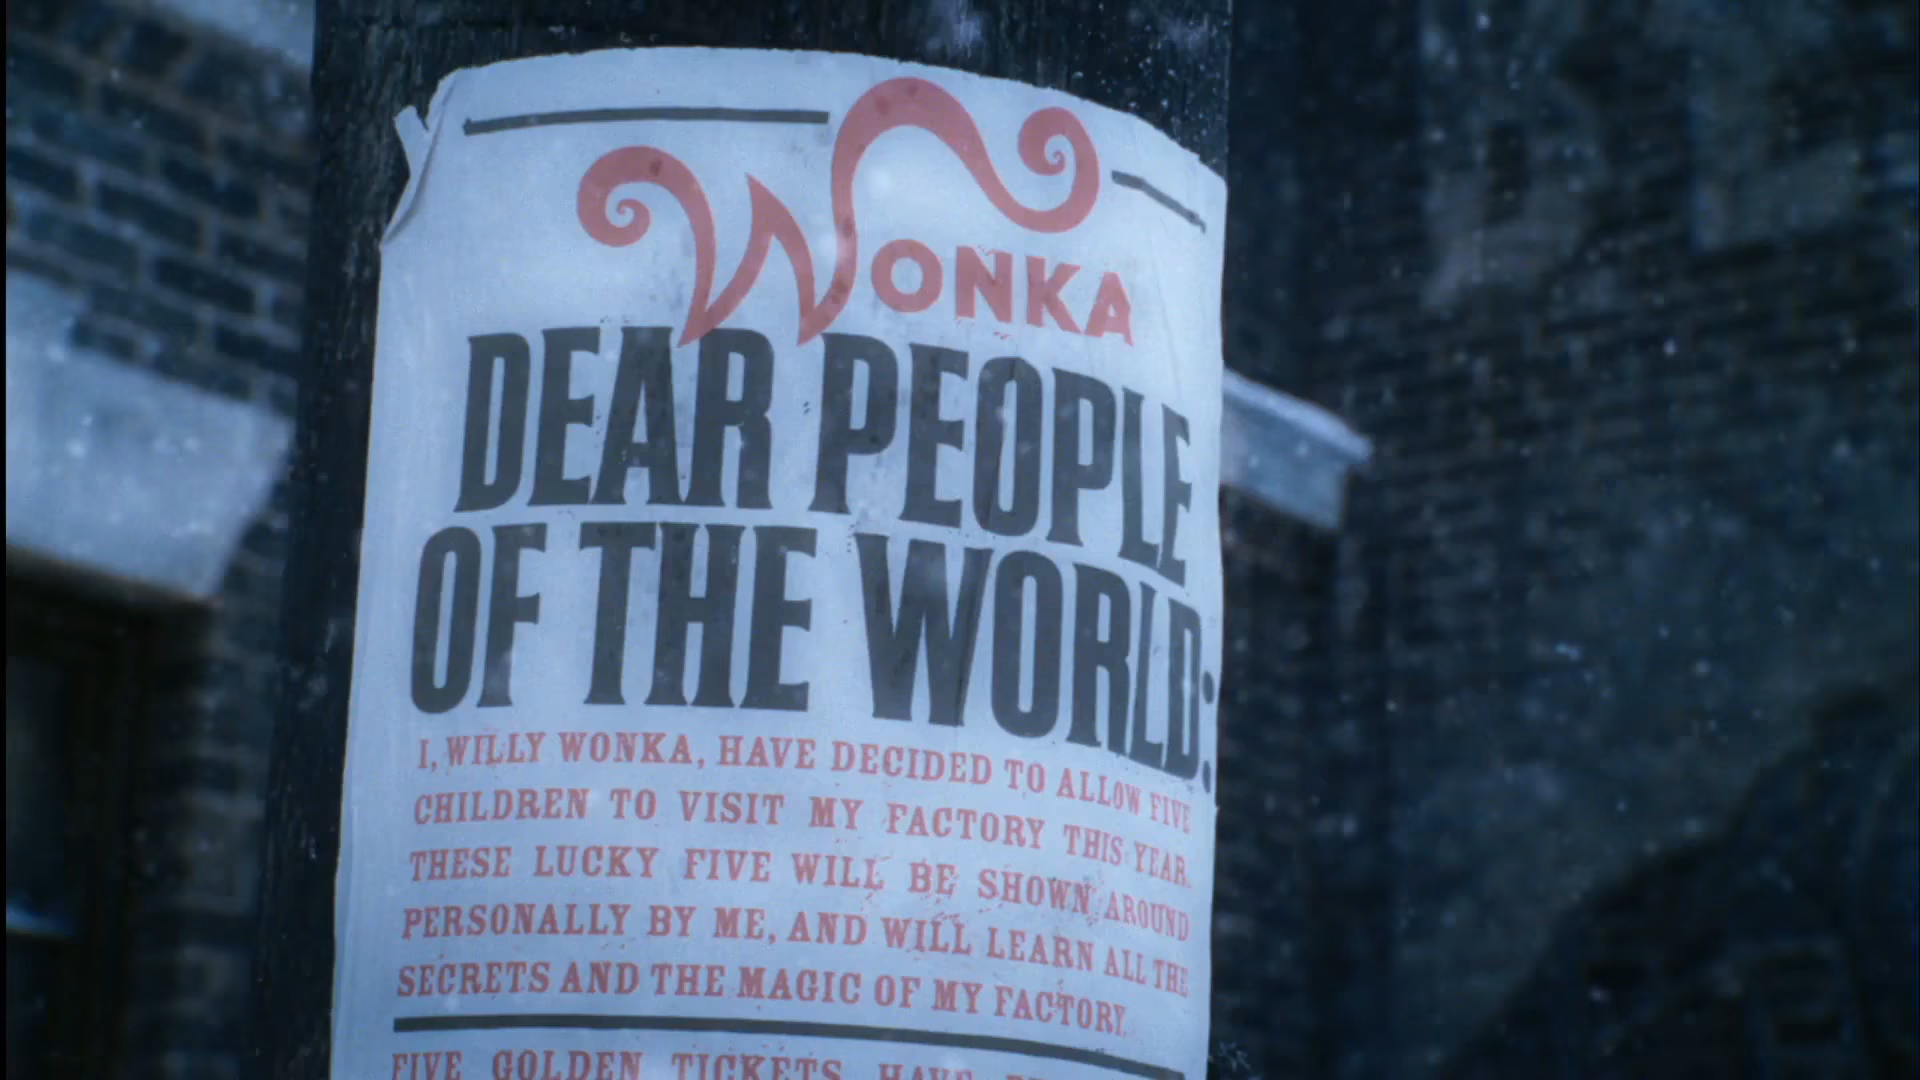 WONKA
DEAR PEOPLE
OF THE WORLD:
I, WILLY WONKA, HAVE DECIDED TO ALLOW FIVE
CHILDREN TO VISIT MY FACTORY THIS YEAR.
THESE LUCKY FIVE WILL BE SHOWN AROUND
PERSONALLY BY ME, AND WILL LEARN ALL THE
SECRETS AND THE MAGIC OF MY FACTORY.
FIVE GOLDEN TICKETS HAVE